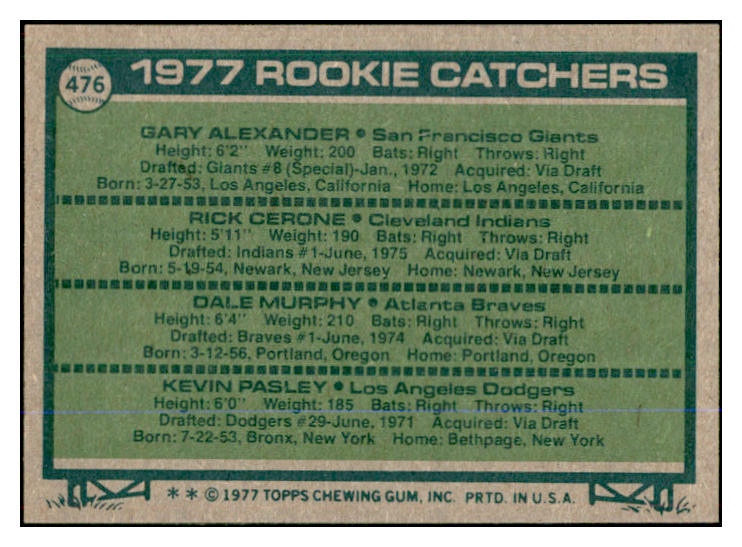 476
1977 ROOKIE CATCHERS
GARY ALEXANDER • San Francisco Giants
Height: 6'2" Weight: 200 Bats: Right Throws: Right
Drafted: Giants #8 (Special)-Jan., 1972 Acquired: Via Draft
Born: 3-27-53, Los Angeles, California Home: Los Angeles, California
RICK CERONE • Cleveland Indians
Height: 5'11" Weight: 190 Bats: Right Throws: Right
Drafted: Indians #1-June, 1975 Acquired: Via Draft
Born: 5-19-54, Newark, New Jersey Home: Newark, New Jersey
DALE MURPHY • Atlanta Braves
Height: 6'4" Weight: 210 Bats: Right Throws: Right
Drafted: Braves #1-June, 1974 Acquired: Via Draft
Born: 3-12-56, Portland, Oregon Home: Portland, Oregon
KEVIN PASLEY • Los Angeles Dodgers
Height: 6'0" Weight: 185 Bats: Right Throws: Right
Drafted: Dodgers #29-June, 1971 Acquired: Via Draft
Born: 7-22-53, Bronx, New York Home: Bethpage, New York
* * © 1977 TOPPS CHEWING GUM, INC. PRTD. IN U.S.A.